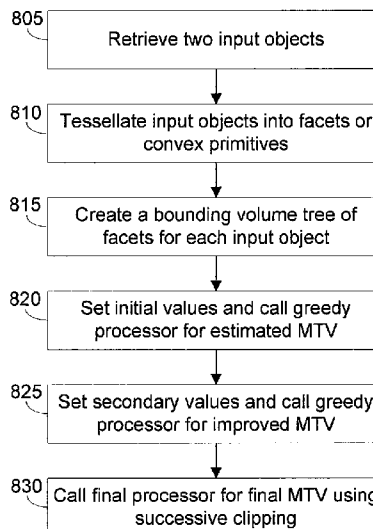 805
Retrieve two input objects
810
Tessellate input objects into facets or
convex primitives
815
Create a bounding volume tree of
facets for each input object
820
Set initial values and call greedy
processor for estimated MTV
825
Set secondary values and call greedy
processor for improved MTV
830
Call final processor for final MTV using
successive clipping